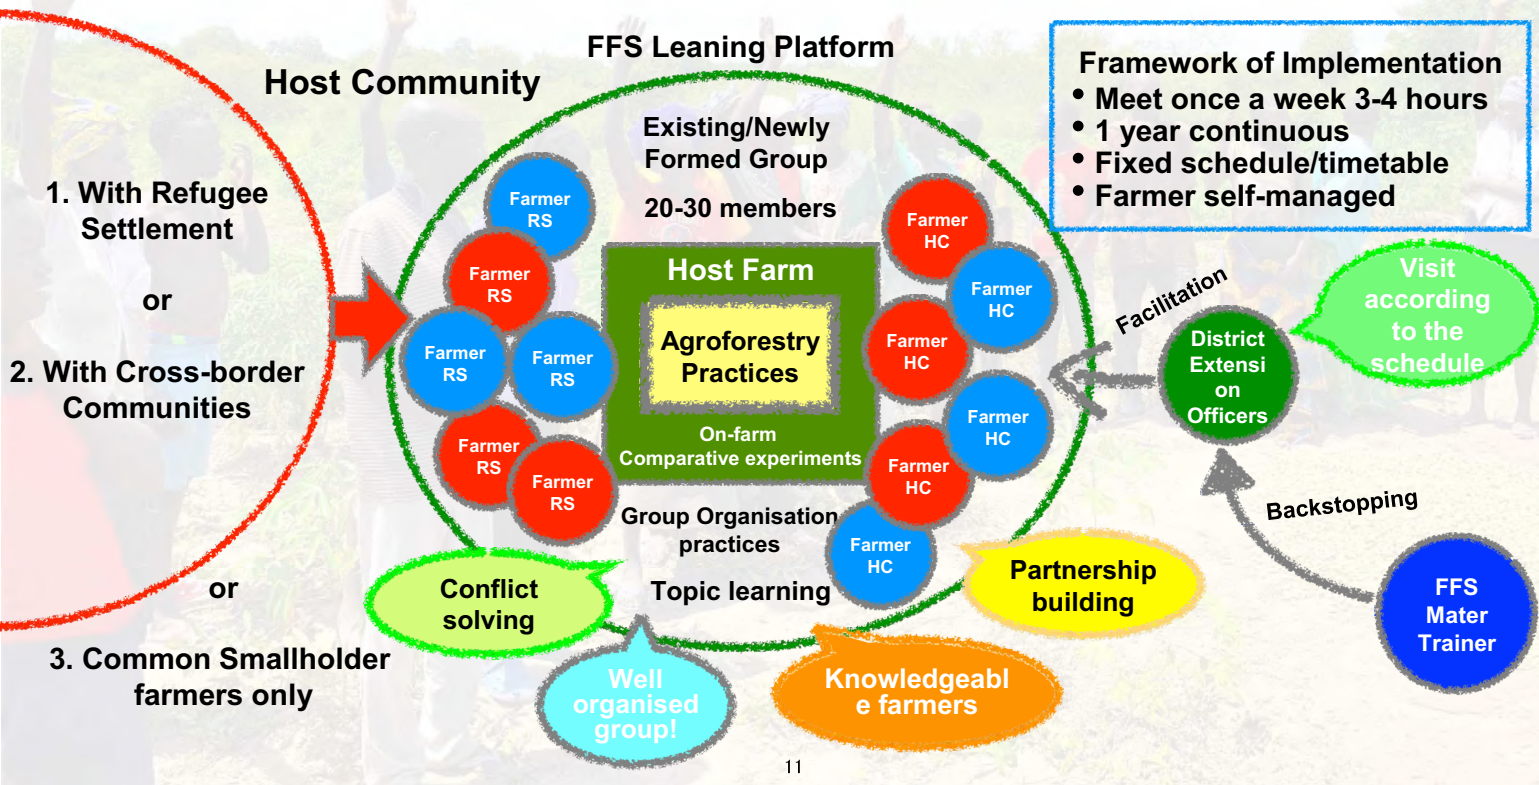 FFS Leaning Platform
Host Community
1. With Refugee
Settlement
or
2. With Cross-border
Communities
or
3. Common Smallholder
farmers only
Existing/Newly
Formed Group
20-30 members
Farmer
RS
Farmer
RS
Farmer
RS
Farmer
RS
Farmer
RS
Farmer
RS
Host Farm
Agroforestry
Practices
On-farm
Comparative experiments
Group Organisation
practices
Topic learning
Farmer
HC
Farmer
HC
Farmer
HC
Farmer
HC
Farmer
HC
Farmer
HC
Framework of Implementation
• Meet once a week 3-4 hours
• 1 year continuous
• Fixed schedule/timetable
• Farmer self-managed
Facilitation
District
Extensi
on
Officers
Visit
according
to the
schedule
Backstopping
FFS
Mater
Trainer
Conflict
solving
Well
organised
group!
Knowledgeabl
e farmers
Partnership
building
11